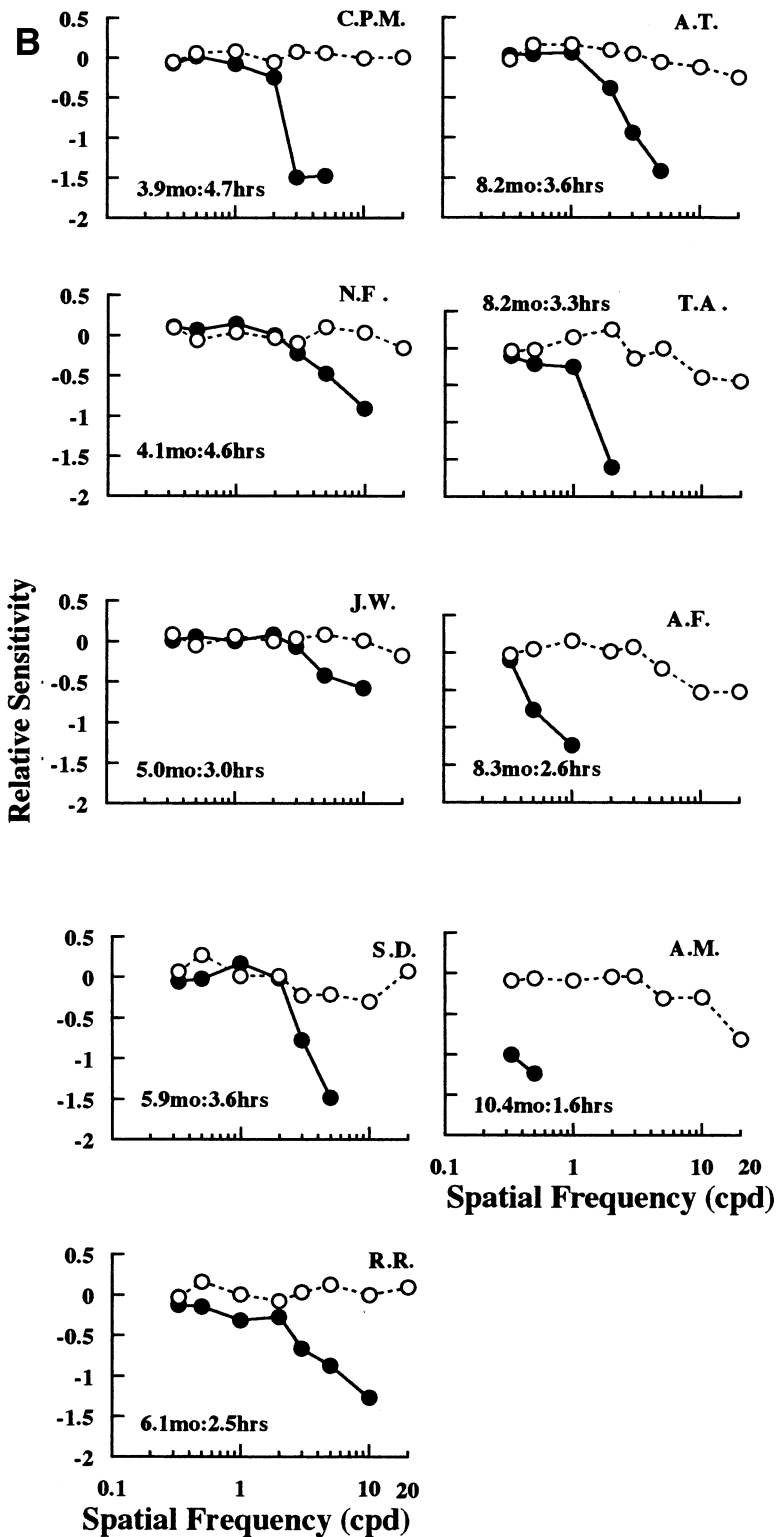 B
C.P.M.
0.5
0
-0.5
-1
-1.5
-2
3.9mo:4.7hrs
A.T.
8.2mo:3.6hrs
N.F .
0.5
0
-0.5
-1
-1.5
-2
4.1mo:4.6hrs
8.2mo:3.3hrs
T.A .
Relative Sensitivity
J.W.
0.5
0
-0.5
-1
-1.5
-2
5.0mo:3.0hrs
A.F.
8.3mo:2.6hrs
S.D.
0.5
0
-0.5
-1
-1.5
-2
5.9mo:3.6hrs
A.M.
10.4mo:1.6hrs
0.1 1 10 20
Spatial Frequency (cpd)
R.R.
0.5
0
-0.5
-1
-1.5
-2
6.1mo:2.5hrs
0.1 1 10 20
Spatial Frequency (cpd)